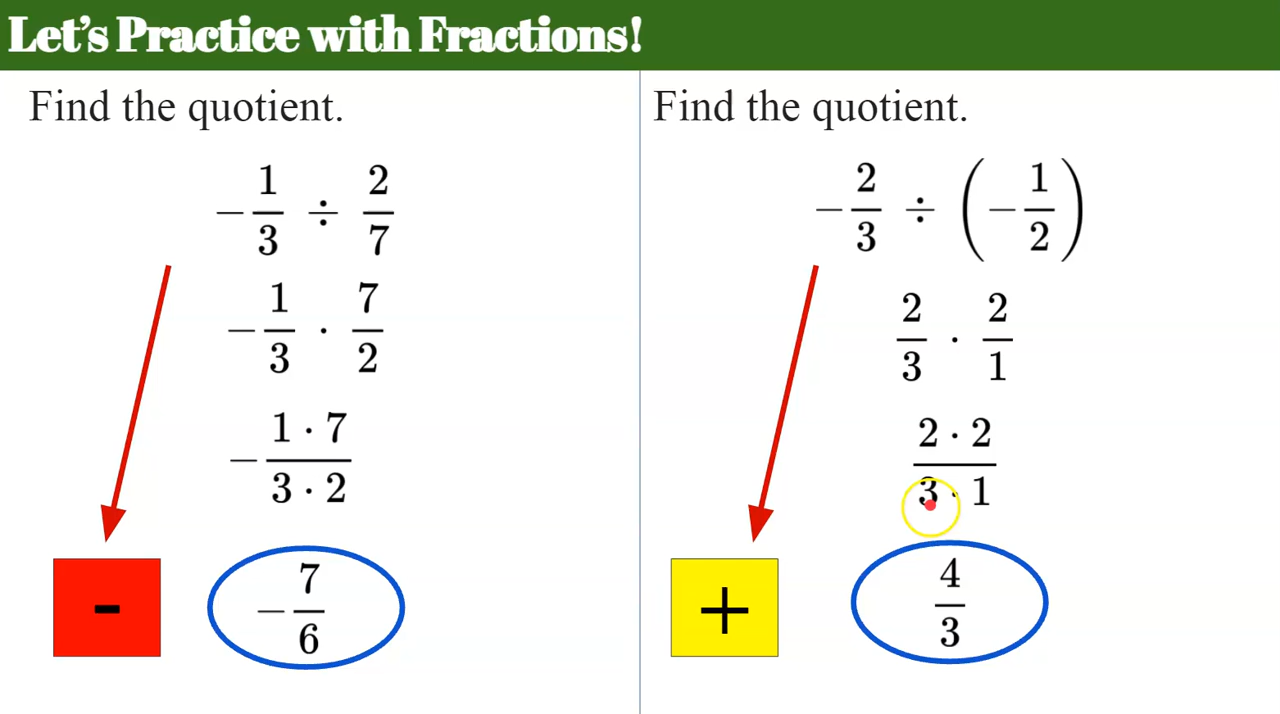 Let's Practice with Fractions!
Find the quotient.
-1/3 ÷ 2/7
-1/3 · 7/2
-(1 · 7)/(3 · 2)
-
-7/6
Find the quotient.
-2/3 ÷ (-1/2)
2/3 · 2/1
(2 · 2)/(3 · 1)
+
4/3